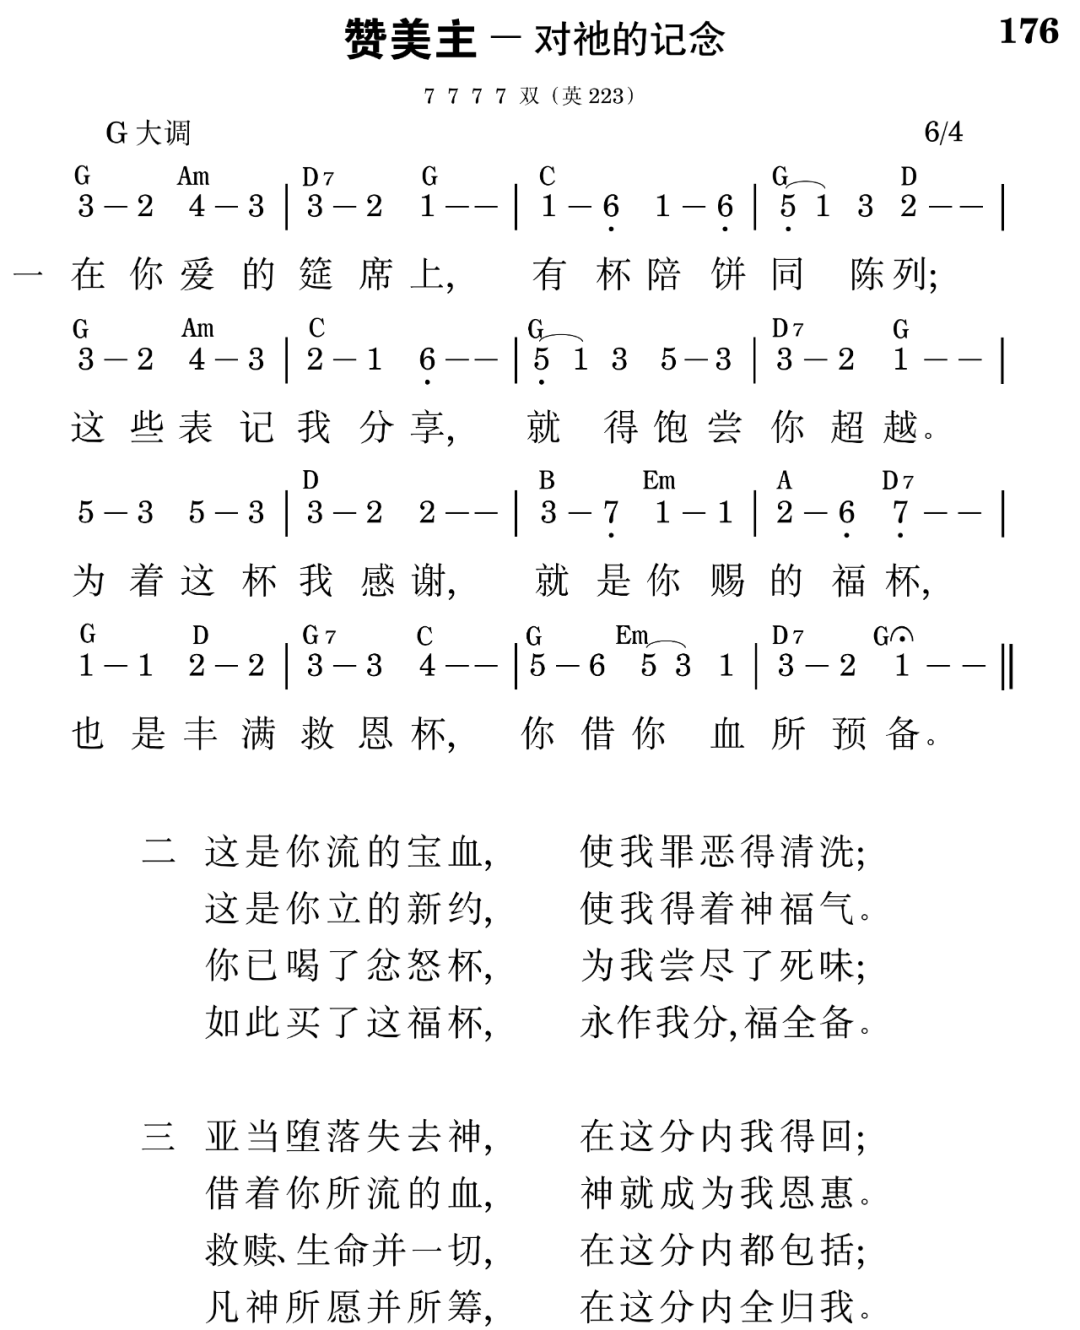 赞美主 — 对祂的记念 176
7 7 7 7 双（英 223）
G 大调 6/4
G Am D7 G C G D
3 – 2 4 – 3 | 3 – 2 1 – – | 1 – 6̣ 1 – 6̣ | 5̣ 1 3 2 – – |
一 在你爱的筵席上, 有杯陪饼同陈列;
G Am C G D7 G
3 – 2 4 – 3 | 2 – 1 6̣ – – | 5̣ 1 3 5 – 3 | 3 – 2 1 – – |
这些表记我分享, 就得饱尝你超越。
D B Em A D7
5 – 3 5 – 3 | 3 – 2 2 – – | 3 – 7̣ 1 – 1 | 2 – 6̣ 7̣ – – |
为着这杯我感谢, 就是你赐的福杯,
G D G7 C G Em D7 G
1 – 1 2 – 2 | 3 – 3 4 – – | 5 – 6 5 3 1 | 3 – 2 1 – – ‖
也是丰满救恩杯, 你借你血所预备。
二 这是你流的宝血, 使我罪恶得清洗;
这是你立的新约, 使我得着神福气。
你已喝了忿怒杯, 为我尝尽了死味;
如此买了这福杯, 永作我分,福全备。
三 亚当堕落失去神, 在这分内我得回;
借着你所流的血, 神就成为我恩惠。
救赎、生命并一切, 在这分内都包括;
凡神所愿并所筹, 在这分内全归我。